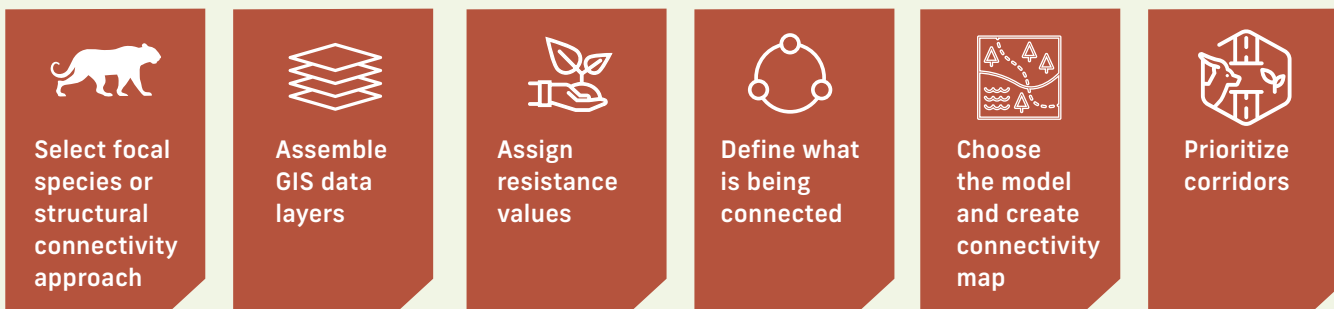 Select focal
species or
structural
connectivity
approach
Assemble
GIS data
layers
Assign
resistance
values
Define what
is being
connected
Choose
the model
and create
connectivity
map
Prioritize
corridors